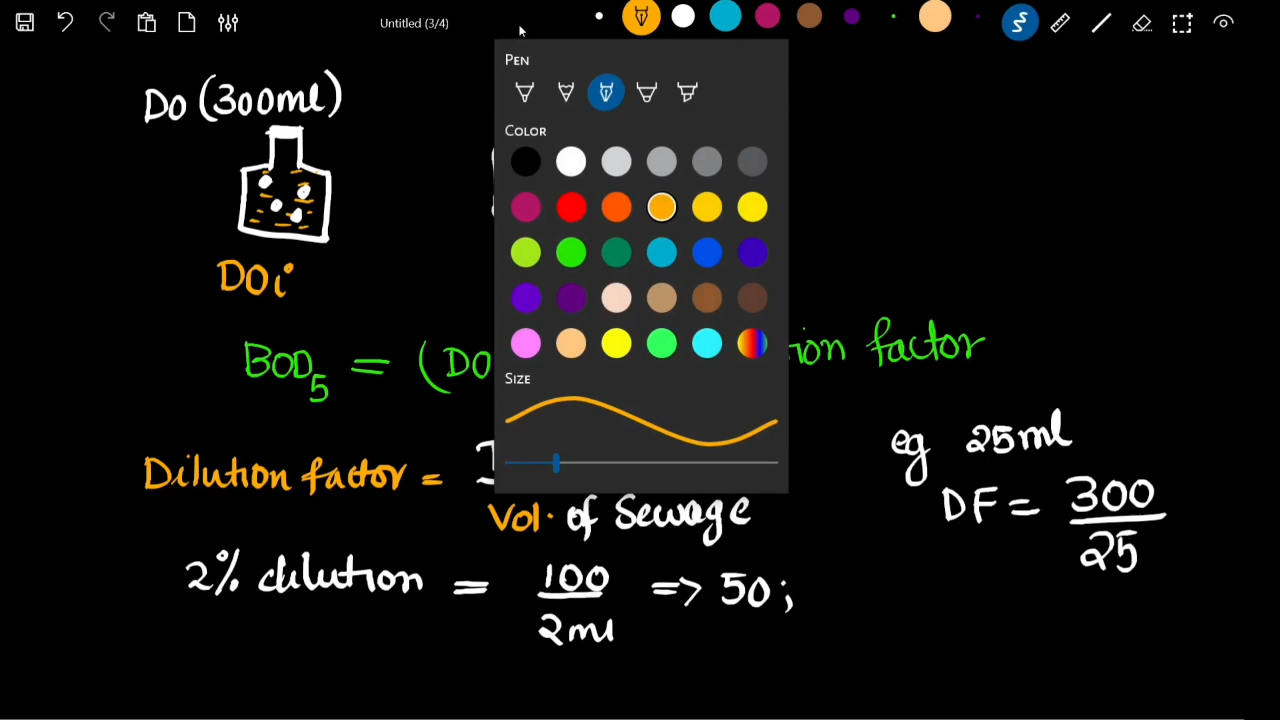 Untitled (3/4)
PEN
COLOR
SIZE
DO (300ml)
DOi
BOD5 = (DO factor
Dilution factor =
Vol. of Sewage
eg 25ml
DF = 300
25
2% dilution = 100 => 50;
2ml